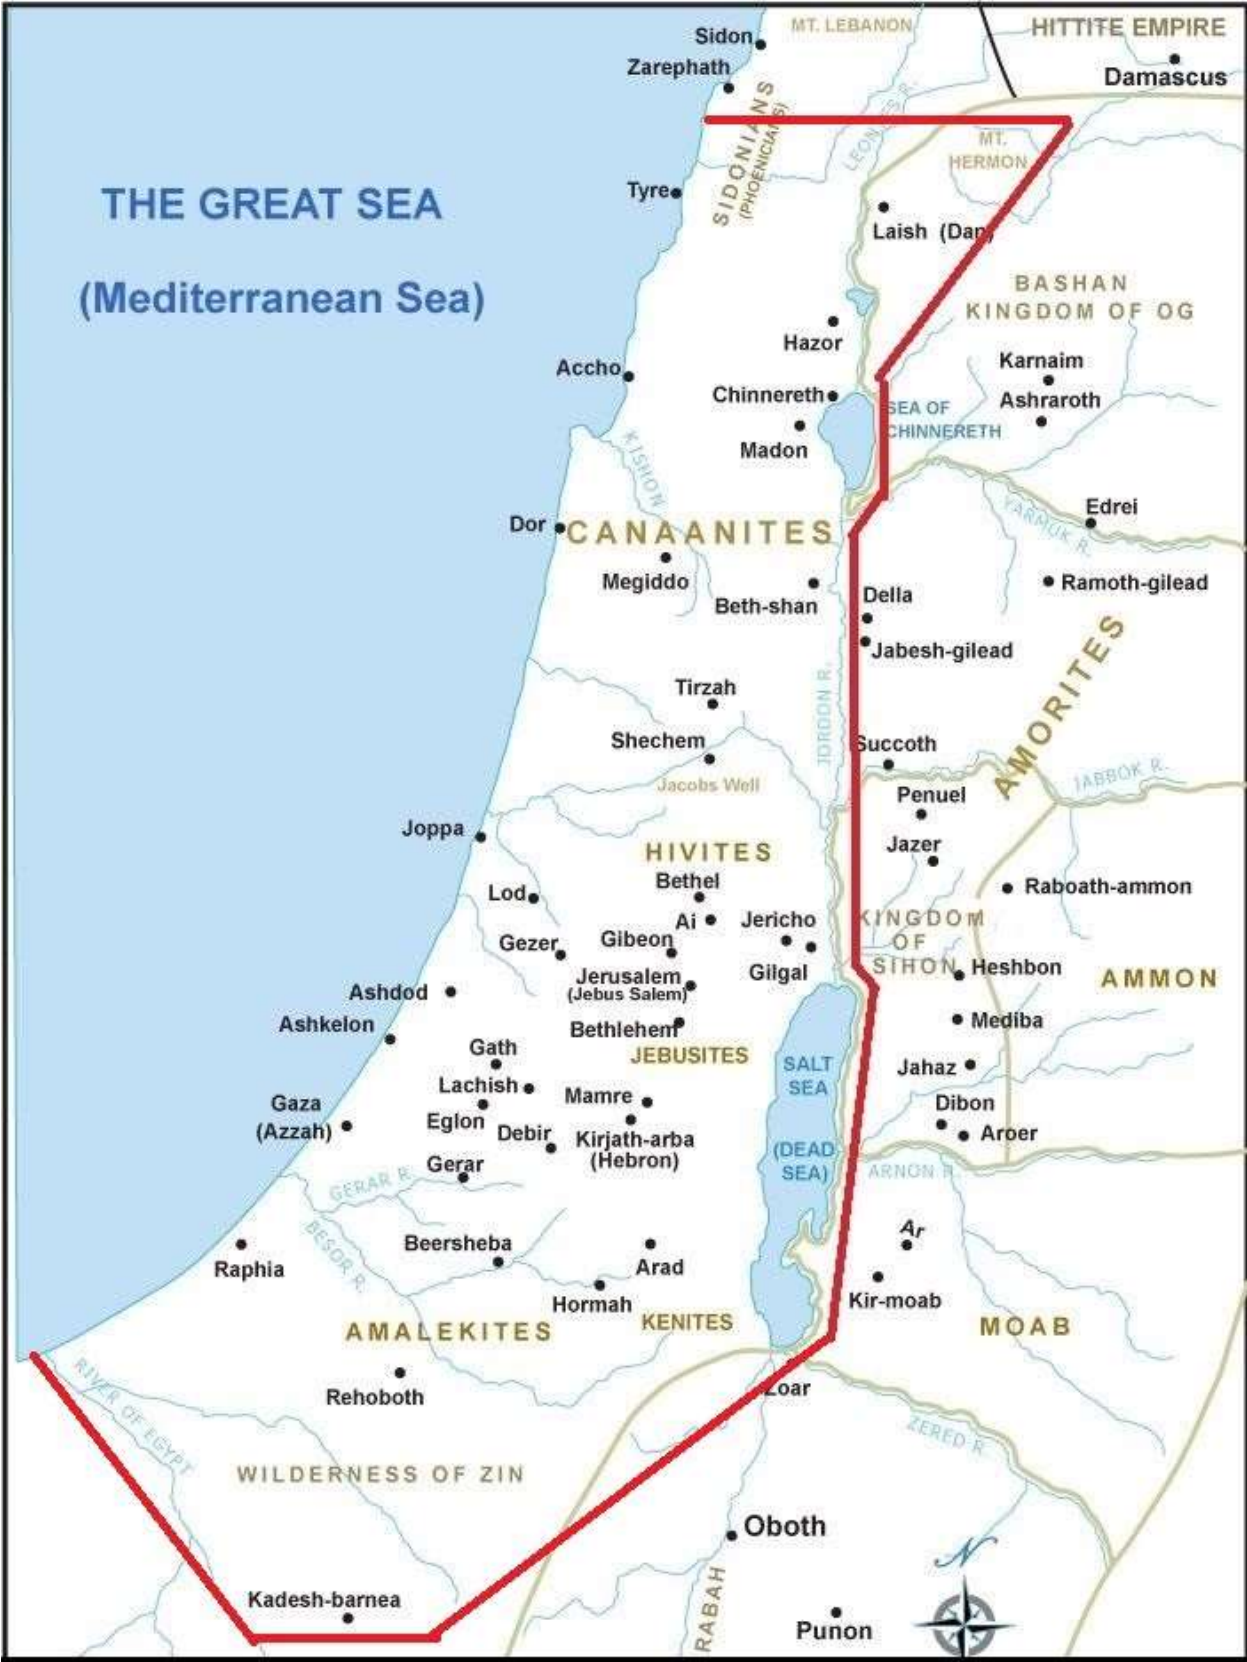 MT. LEBANON
HITTITE EMPIRE
Sidon
Zarephath
Damascus
SIDONIANS
(PHOENICIANS)
LEONTES R.
MT.
HERMON
THE GREAT SEA
(Mediterranean Sea)
Tyre
Laish (Dan)
BASHAN
KINGDOM OF OG
Hazor
Accho
Karnaim
Chinnereth
Ashraroth
SEA OF
CHINNERETH
Madon
KISHON
Dor
CANAANITES
Edrei
YARMUK R.
Megiddo
Beth-shan
Della
Ramoth-gilead
Jabesh-gilead
AMORITES
Tirzah
JORDON R.
Shechem
Succoth
Jacobs Well
JABBOK R.
Penuel
Joppa
Jazer
HIVITES
Bethel
Lod
Raboath-ammon
Ai
Jericho
KINGDOM
OF
SIHON
Gezer
Gibeon
Gilgal
Heshbon
AMMON
Jerusalem
(Jebus Salem)
Ashdod
Ashkelon
Bethlehem
Mediba
JEBUSITES
Gath
SALT
SEA
Jahaz
Lachish
Mamre
Gaza
(Azzah)
Eglon
Debir
Kirjath-arba
(Hebron)
Dibon
Aroer
(DEAD
SEA)
ARNON R.
Gerar
GERAR R.
BESOR R.
Ar
Raphia
Beersheba
Arad
Hormah
Kir-moab
AMALEKITES
KENITES
MOAB
RIVER OF EGYPT
Rehoboth
Zoar
ZERED R.
WILDERNESS OF ZIN
Oboth
N
Kadesh-barnea
RABAH
Punon